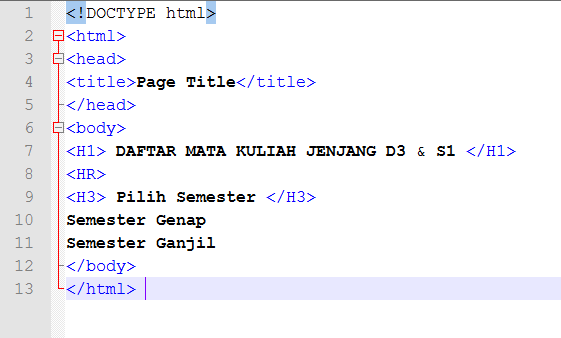 1 <!DOCTYPE html>
2 <html>
3 <head>
4 <title>Page Title</title>
5 </head>
6 <body>
7 <H1> DAFTAR MATA KULIAH JENJANG D3 & S1 </H1>
8 <HR>
9 <H3> Pilih Semester </H3>
10 Semester Genap
11 Semester Ganjil
12 </body>
13 </html>